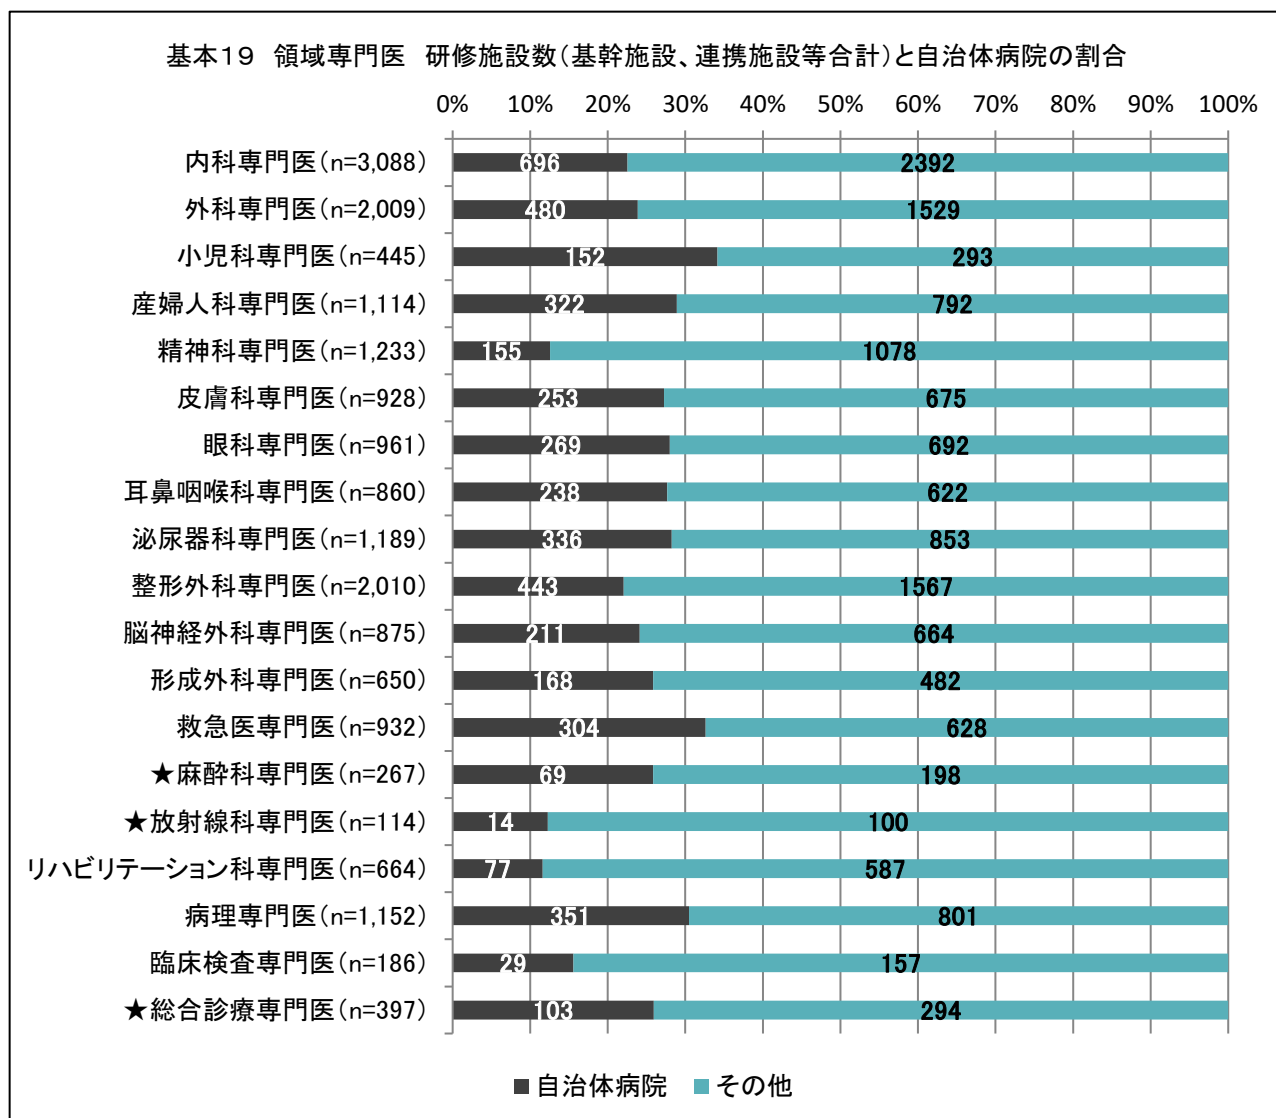 基本１９　領域専門医　研修施設数（基幹施設、連携施設等合計）と自治体病院の割合
0% 10% 20% 30% 40% 50% 60% 70% 80% 90% 100%
内科専門医（n=3,088） 696 2392
外科専門医（n=2,009） 480 1529
小児科専門医（n=445） 152 293
産婦人科専門医（n=1,114） 322 792
精神科専門医（n=1,233） 155 1078
皮膚科専門医（n=928） 253 675
眼科専門医（n=961） 269 692
耳鼻咽喉科専門医（n=860） 238 622
泌尿器科専門医（n=1,189） 336 853
整形外科専門医（n=2,010） 443 1567
脳神経外科専門医（n=875） 211 664
形成外科専門医（n=650） 168 482
救急医専門医（n=932） 304 628
★麻酔科専門医（n=267） 69 198
★放射線科専門医（n=114） 14 100
リハビリテーション科専門医（n=664） 77 587
病理専門医（n=1,152） 351 801
臨床検査専門医（n=186） 29 157
★総合診療専門医（n=397） 103 294
自治体病院 その他